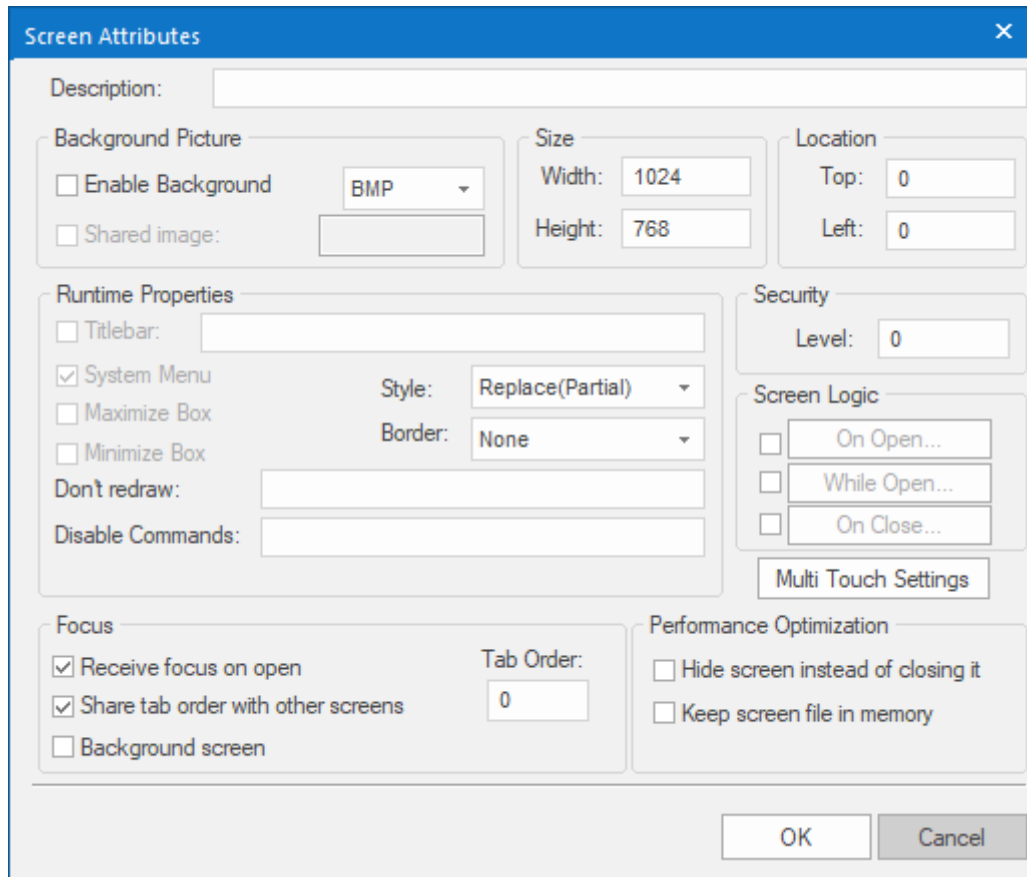 Screen Attributes
Description:
Background Picture
Enable Background
BMP
Shared image:
Size
Width: 1024
Height: 768
Location
Top: 0
Left: 0
Runtime Properties
Titlebar:
System Menu
Maximize Box
Minimize Box
Style: Replace(Partial)
Border: None
Don't redraw:
Disable Commands:
Security
Level: 0
Screen Logic
On Open...
While Open...
On Close...
Multi Touch Settings
Focus
Receive focus on open
Share tab order with other screens
Background screen
Tab Order:
0
Performance Optimization
Hide screen instead of closing it
Keep screen file in memory
OK
Cancel